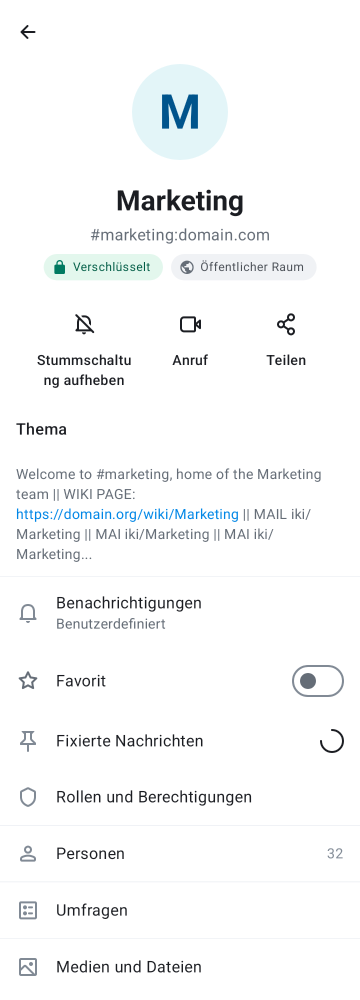 M
Marketing
#marketing:domain.com
Verschlüsselt Öffentlicher Raum
Stummschaltu
ng aufheben
Anruf
Teilen
Thema
Welcome to #marketing, home of the Marketing
team || WIKI PAGE:
https://domain.org/wiki/Marketing || MAIL iki/
Marketing || MAI iki/Marketing || MAI iki/
Marketing...
Benachrichtigungen
Benutzerdefiniert
Favorit
Fixierte Nachrichten
Rollen und Berechtigungen
Personen 32
Umfragen
Medien und Dateien